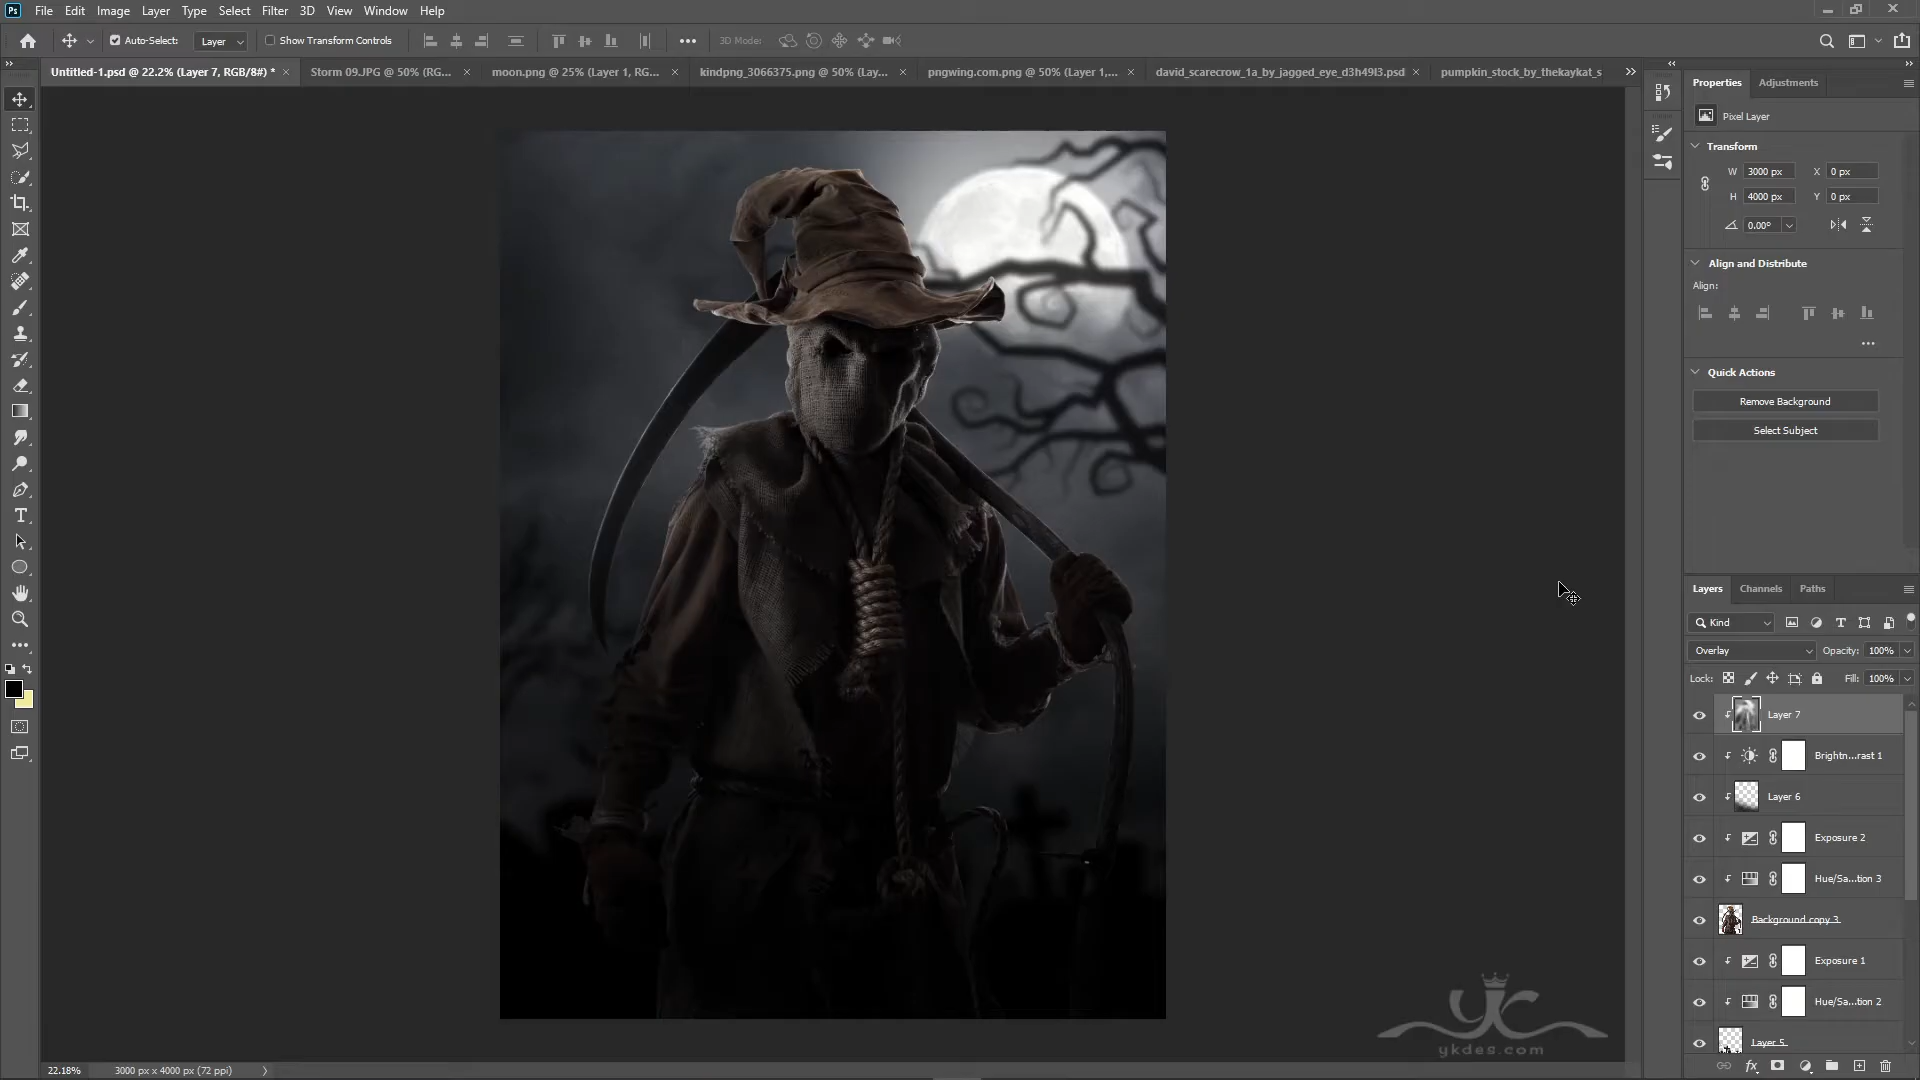 Ps File Edit Image Layer Type Select Filter 3D View Window Help
Auto-Select: Layer Show Transform Controls 3D Mode:
Untitled-1.psd @ 22.2% (Layer 7, RGB/8#) * Storm 09.JPG @ 50% (RG... moon.png @ 25% (Layer 1, RG... kindpng_3066375.png @ 50% (Lay... pngwing.com.png @ 50% (Layer 1,... david_scarecrow_1a_by_jagged_eye_d3h49l3.psd pumpkin_stock_by_thekaykat_s
Properties Adjustments
Pixel Layer
Transform
W 3000 px X 0 px
H 4000 px Y 0 px
0.00°
Align and Distribute
Align:
Quick Actions
Remove Background
Select Subject
Layers Channels Paths
Kind
Overlay Opacity: 100%
Lock: Fill: 100%
Layer 7
Brightn...rast 1
Layer 6
Exposure 2
Hue/Sa...tion 3
Background copy 3
Exposure 1
Hue/Sa...tion 2
Layer 5
ykdes.com
22.18% 3000 px x 4000 px (72 ppi)